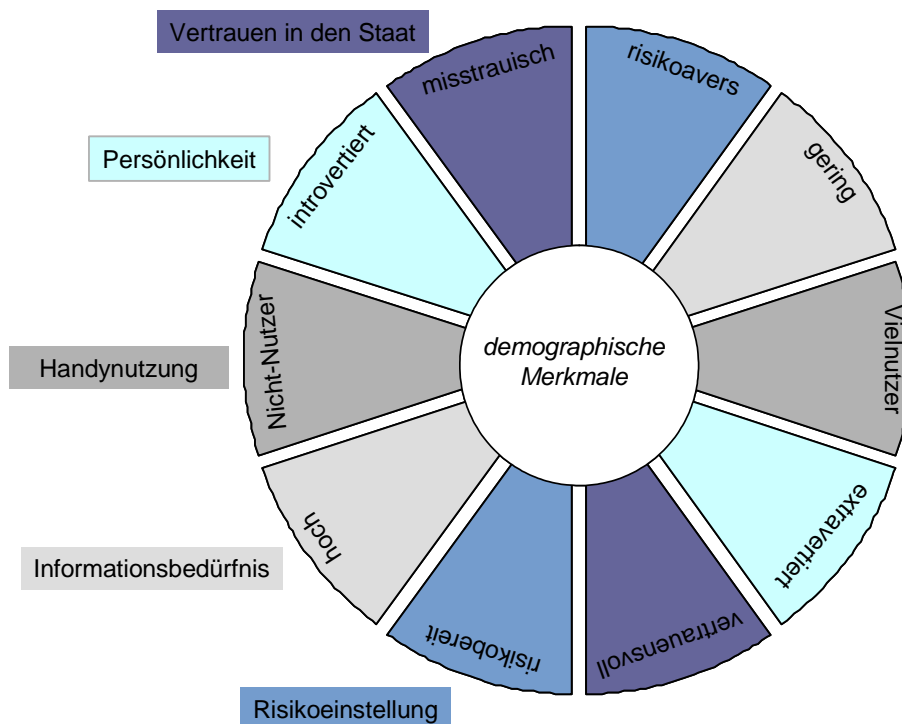 Vertrauen in den Staat
misstrauisch
risikoavers
Persönlichkeit
introvertiert
gering
Handynutzung
Nicht-Nutzer
demographische
Merkmale
Vielnutzer
Informationsbedürfnis
hoch
extravertiert
risikobereit
vertrauensvoll
Risikoeinstellung